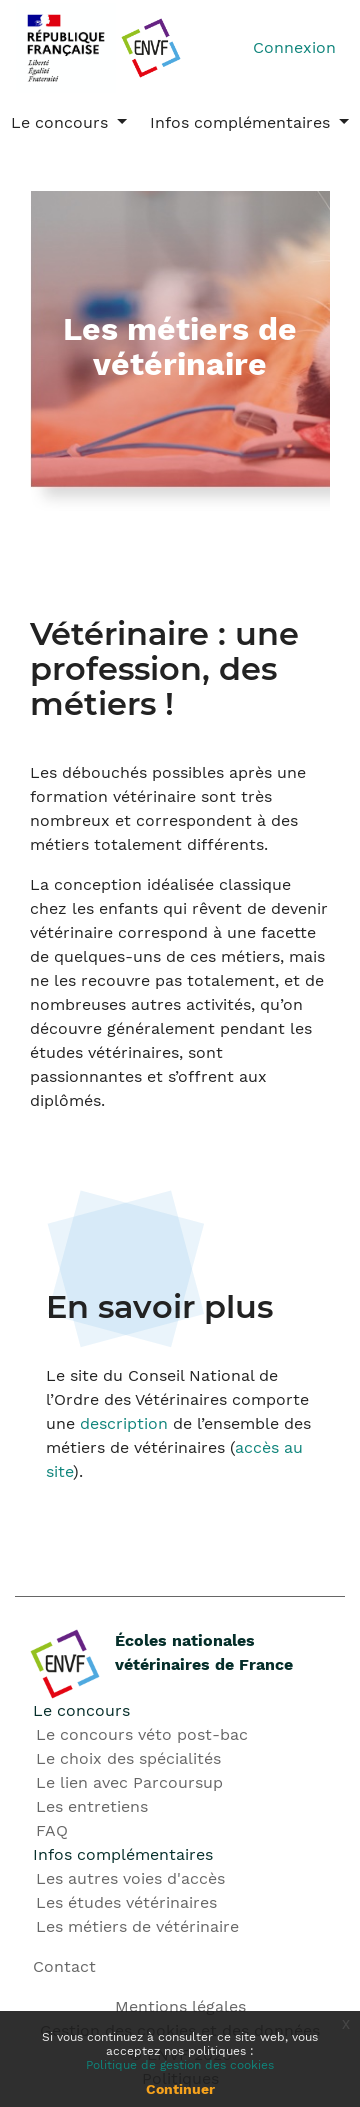 RÉPUBLIQUE
FRANÇAISE
Liberté
Égalité
Fraternité
ENVF
Connexion
Le concours
Infos complémentaires
Les métiers de
vétérinaire
Vétérinaire : une
profession, des
métiers !
Les débouchés possibles après une
formation vétérinaire sont très
nombreux et correspondent à des
métiers totalement différents.
La conception idéalisée classique
chez les enfants qui rêvent de devenir
vétérinaire correspond à une facette
de quelques-uns de ces métiers, mais
ne les recouvre pas totalement, et de
nombreuses autres activités, qu’on
découvre généralement pendant les
études vétérinaires, sont
passionnantes et s’offrent aux
diplômés.
En savoir plus
Le site du Conseil National de
l’Ordre des Vétérinaires comporte
une description de l’ensemble des
métiers de vétérinaires (accès au
site).
ENVF
Écoles nationales
vétérinaires de France
Le concours
Le concours véto post-bac
Le choix des spécialités
Le lien avec Parcoursup
Les entretiens
FAQ
Infos complémentaires
Les autres voies d'accès
Les études vétérinaires
Les métiers de vétérinaire
Contact
Mentions légales
x
Gestion des cookies et des données
Si vous continuez à consulter ce site web, vous
acceptez nos politiques :
Politique de gestion des cookies
Politiques
Continuer